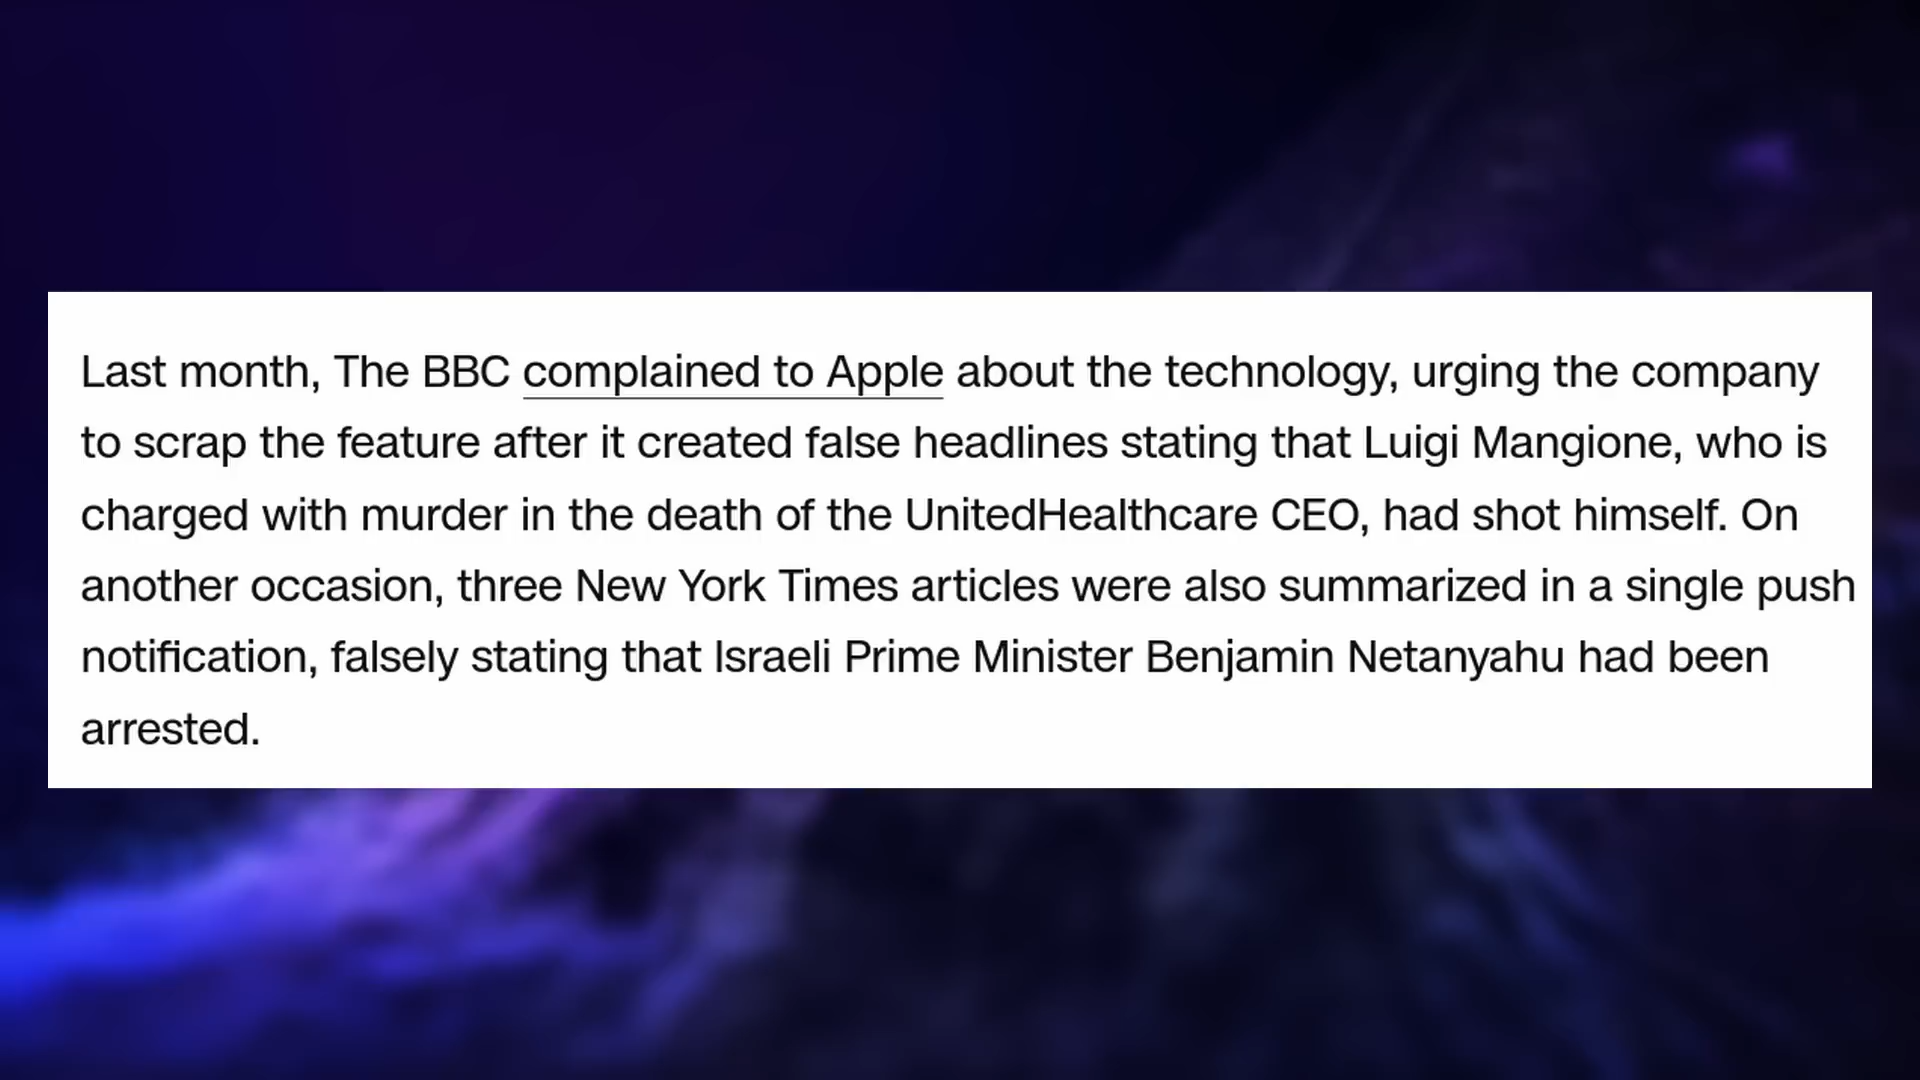 Last month, The BBC complained to Apple about the technology, urging the company
to scrap the feature after it created false headlines stating that Luigi Mangione, who is
charged with murder in the death of the UnitedHealthcare CEO, had shot himself. On
another occasion, three New York Times articles were also summarized in a single push
notification, falsely stating that Israeli Prime Minister Benjamin Netanyahu had been
arrested.